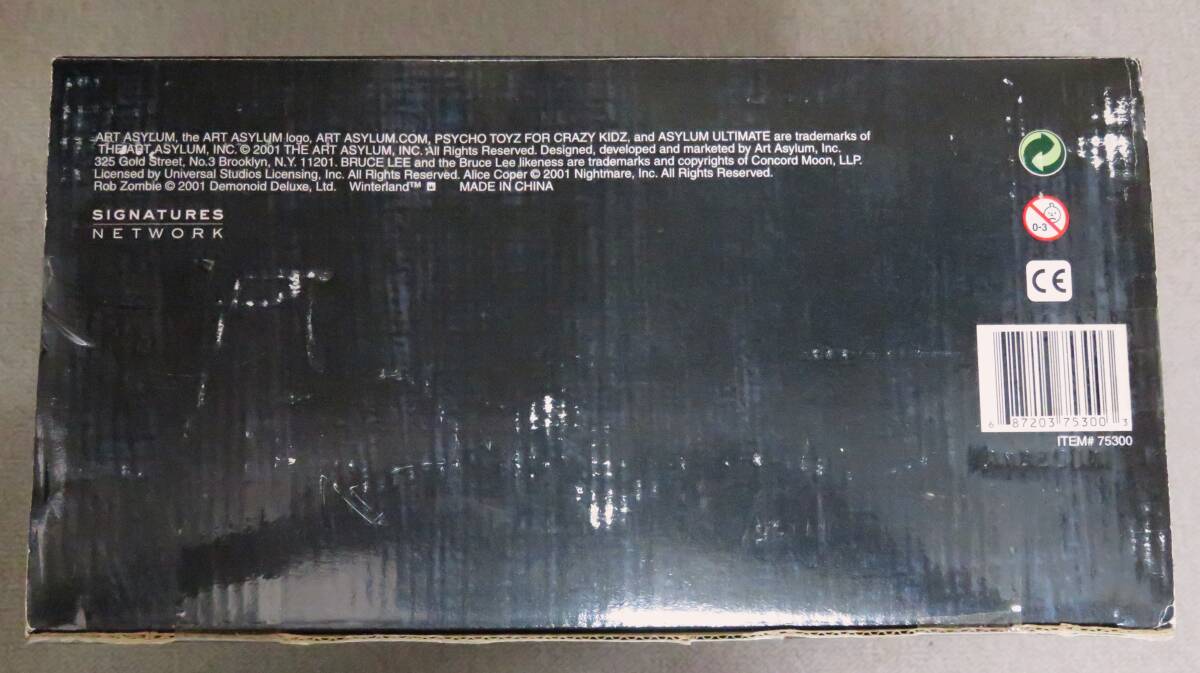 ART ASYLUM, the ART ASYLUM logo, ART ASYLUM.COM, PSYCHO TOYZ FOR CRAZY KIDZ, and ASYLUM ULTIMATE are trademarks of
THE ART ASYLUM, INC. © 2001 THE ART ASYLUM, INC. All Rights Reserved. Designed, developed and marketed by Art Asylum, Inc.
325 Gold Street, No.3 Brooklyn, N.Y. 11201. BRUCE LEE and the Bruce Lee likeness are trademarks and copyrights of Concord Moon, LLP.
Licensed by Universal Studios Licensing, Inc. All Rights Reserved. Alice Coper © 2001 Nightmare, Inc. All Rights Reserved.
Rob Zombie © 2001 Demonoid Deluxe, Ltd. Winterland™ MADE IN CHINA
SIGNATURES
NETWORK
0-3
CE
6 87203 75300 3
ITEM# 75300